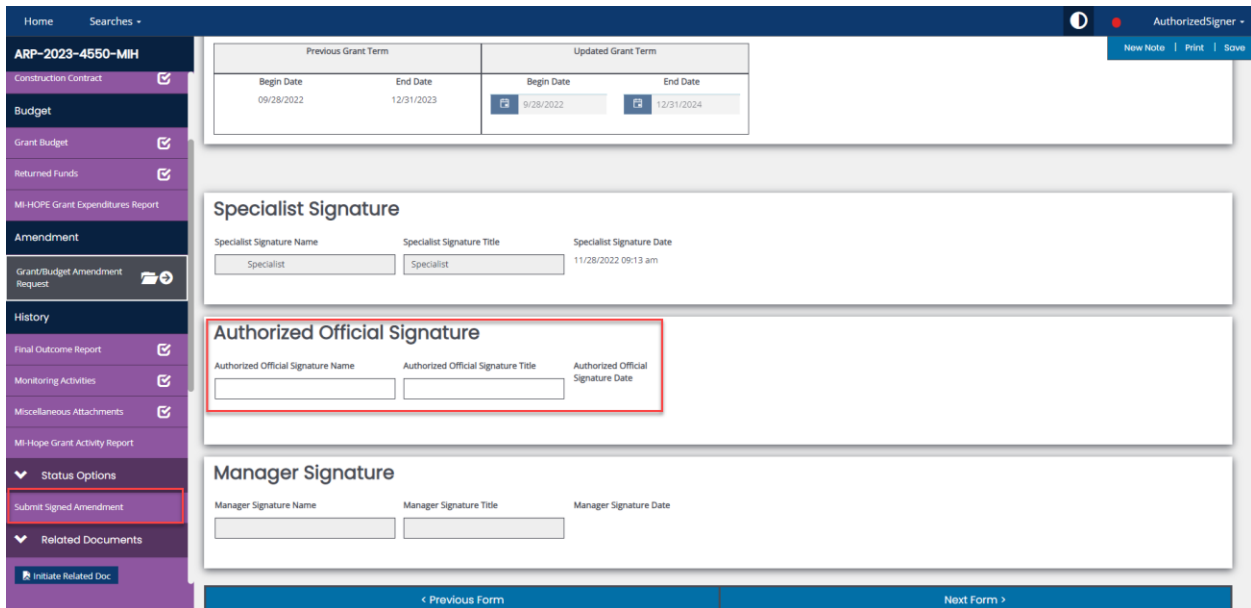 Home Searches AuthorizedSigner
New Note | Print | Save
ARP-2023-4550-MIH
Construction Contract
Budget
Grant Budget
Returned Funds
MI-HOPE Grant Expenditures Report
Amendment
Grant/Budget Amendment
Request
History
Final Outcome Report
Monitoring Activities
Miscellaneous Attachments
MI-Hope Grant Activity Report
Status Options
Submit Signed Amendment
Related Documents
Initiate Related Doc
Previous Grant Term Updated Grant Term
Begin Date End Date Begin Date End Date
09/28/2022 12/31/2023 9/28/2022 12/31/2024
Specialist Signature
Specialist Signature Name Specialist Signature Title Specialist Signature Date
Specialist Specialist 11/28/2022 09:13 am
Authorized Official Signature
Authorized Official Signature Name Authorized Official Signature Title Authorized Official
Signature Date
Manager Signature
Manager Signature Name Manager Signature Title Manager Signature Date
< Previous Form Next Form >